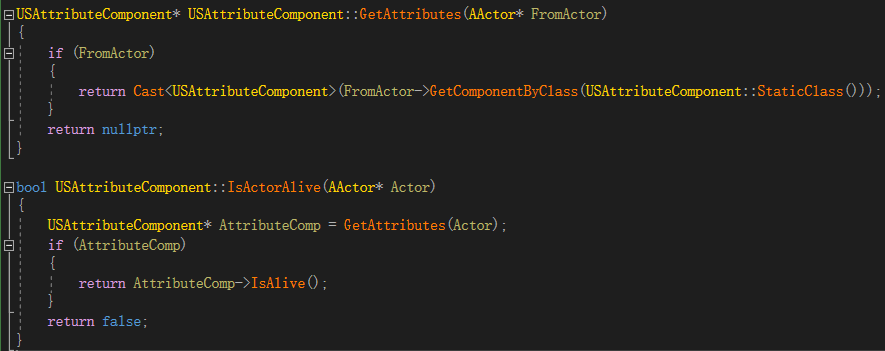 USAttributeComponent* USAttributeComponent::GetAttributes(AActor* FromActor)
{
if (FromActor)
{
return Cast<USAttributeComponent>(FromActor->GetComponentByClass(USAttributeComponent::StaticClass()));
}
return nullptr;
}
bool USAttributeComponent::IsActorAlive(AActor* Actor)
{
USAttributeComponent* AttributeComp = GetAttributes(Actor);
if (AttributeComp)
{
return AttributeComp->IsAlive();
}
return false;
}